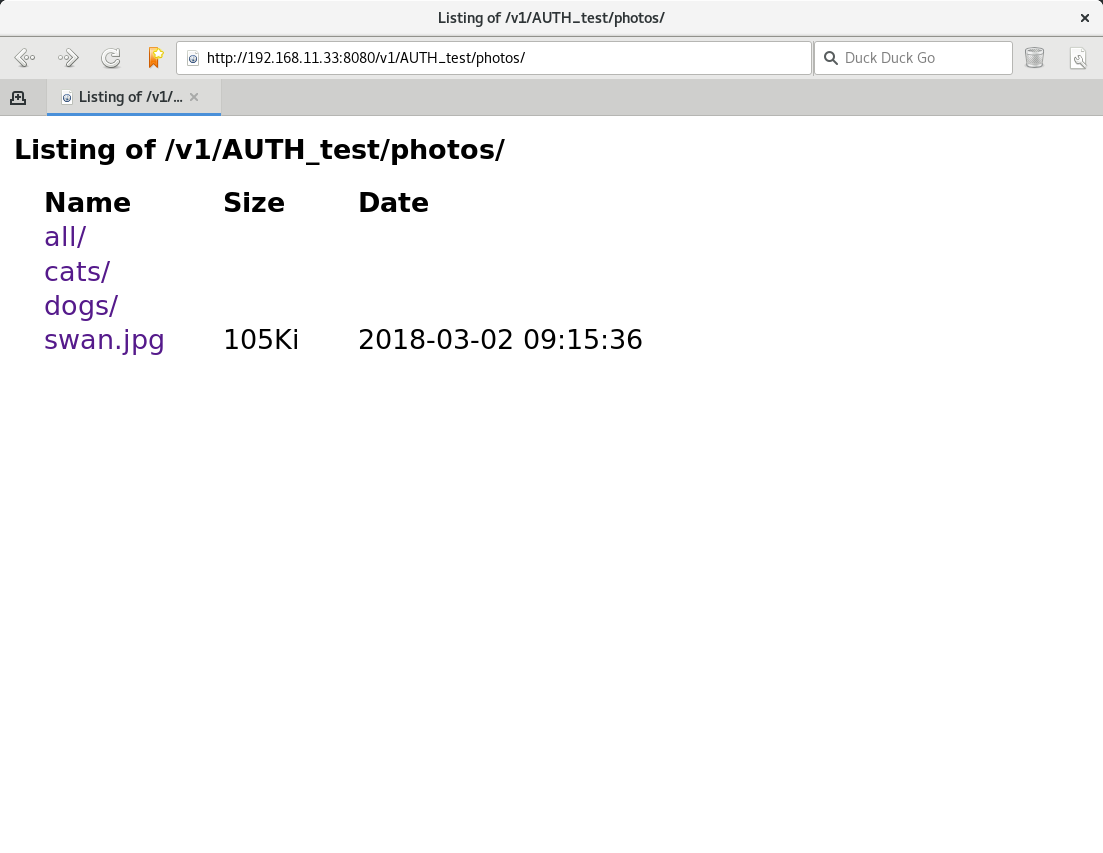 Listing of /v1/AUTH_test/photos/
http://192.168.11.33:8080/v1/AUTH_test/photos/ Duck Duck Go
Listing of /v1/...
Listing of /v1/AUTH_test/photos/
Name Size Date
all/
cats/
dogs/
swan.jpg 105Ki 2018-03-02 09:15:36